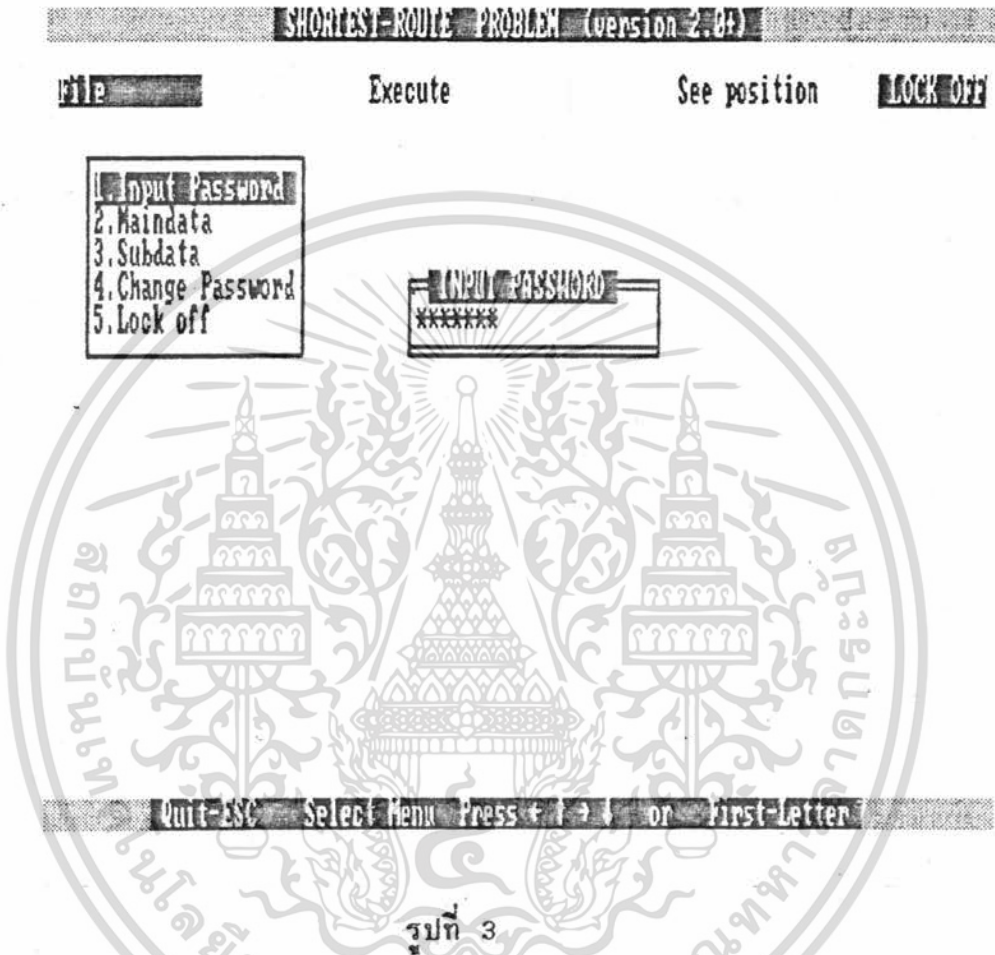 SHORTEST-ROUTE PROBLEM (version 2.0+)
File Execute See position LOCK OFF
1.Input Password
2.Maindata
3.Subdata
4.Change Password
5.Lock off
INPUT PASSWORD
*******
Quit-ESC Select Menu Press ← ↑ → ↓ or First-Letter
รูปที่ 3